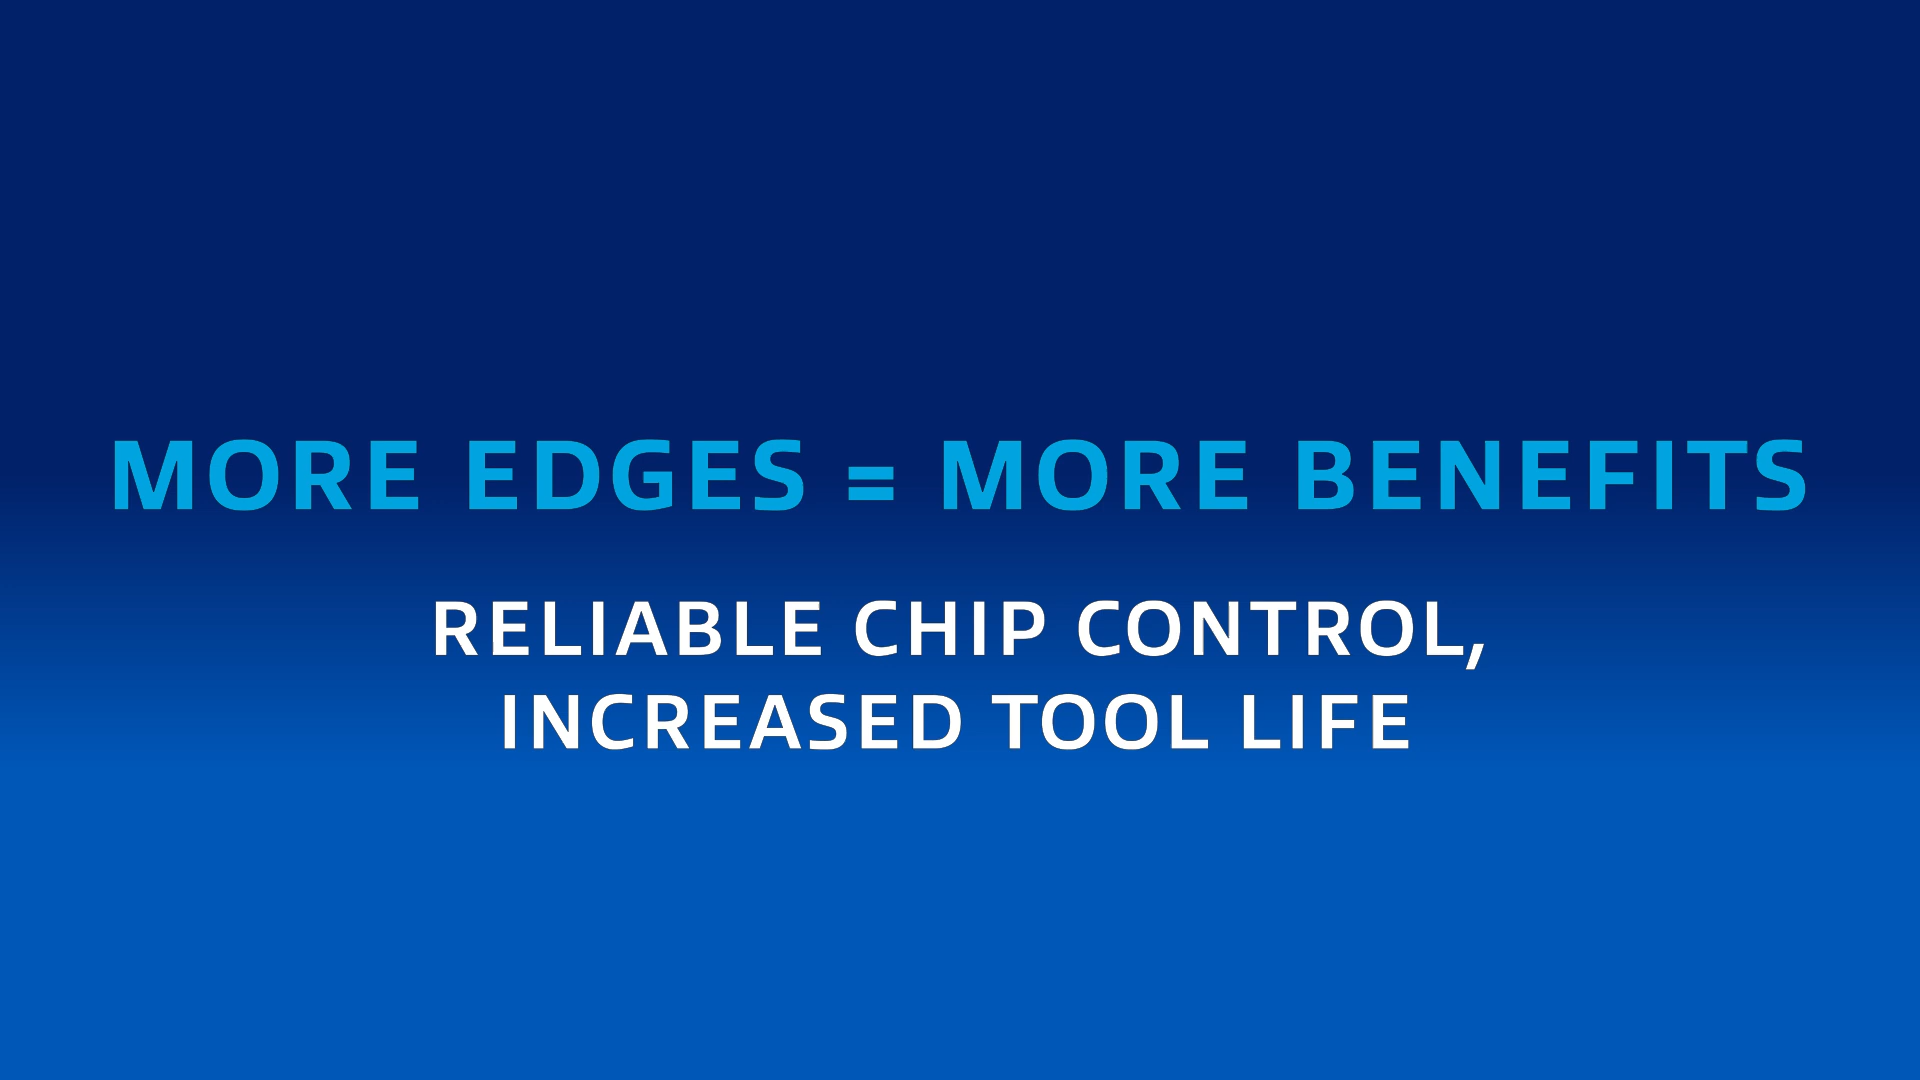 MORE EDGES = MORE BENEFITS
RELIABLE CHIP CONTROL,
INCREASED TOOL LIFE